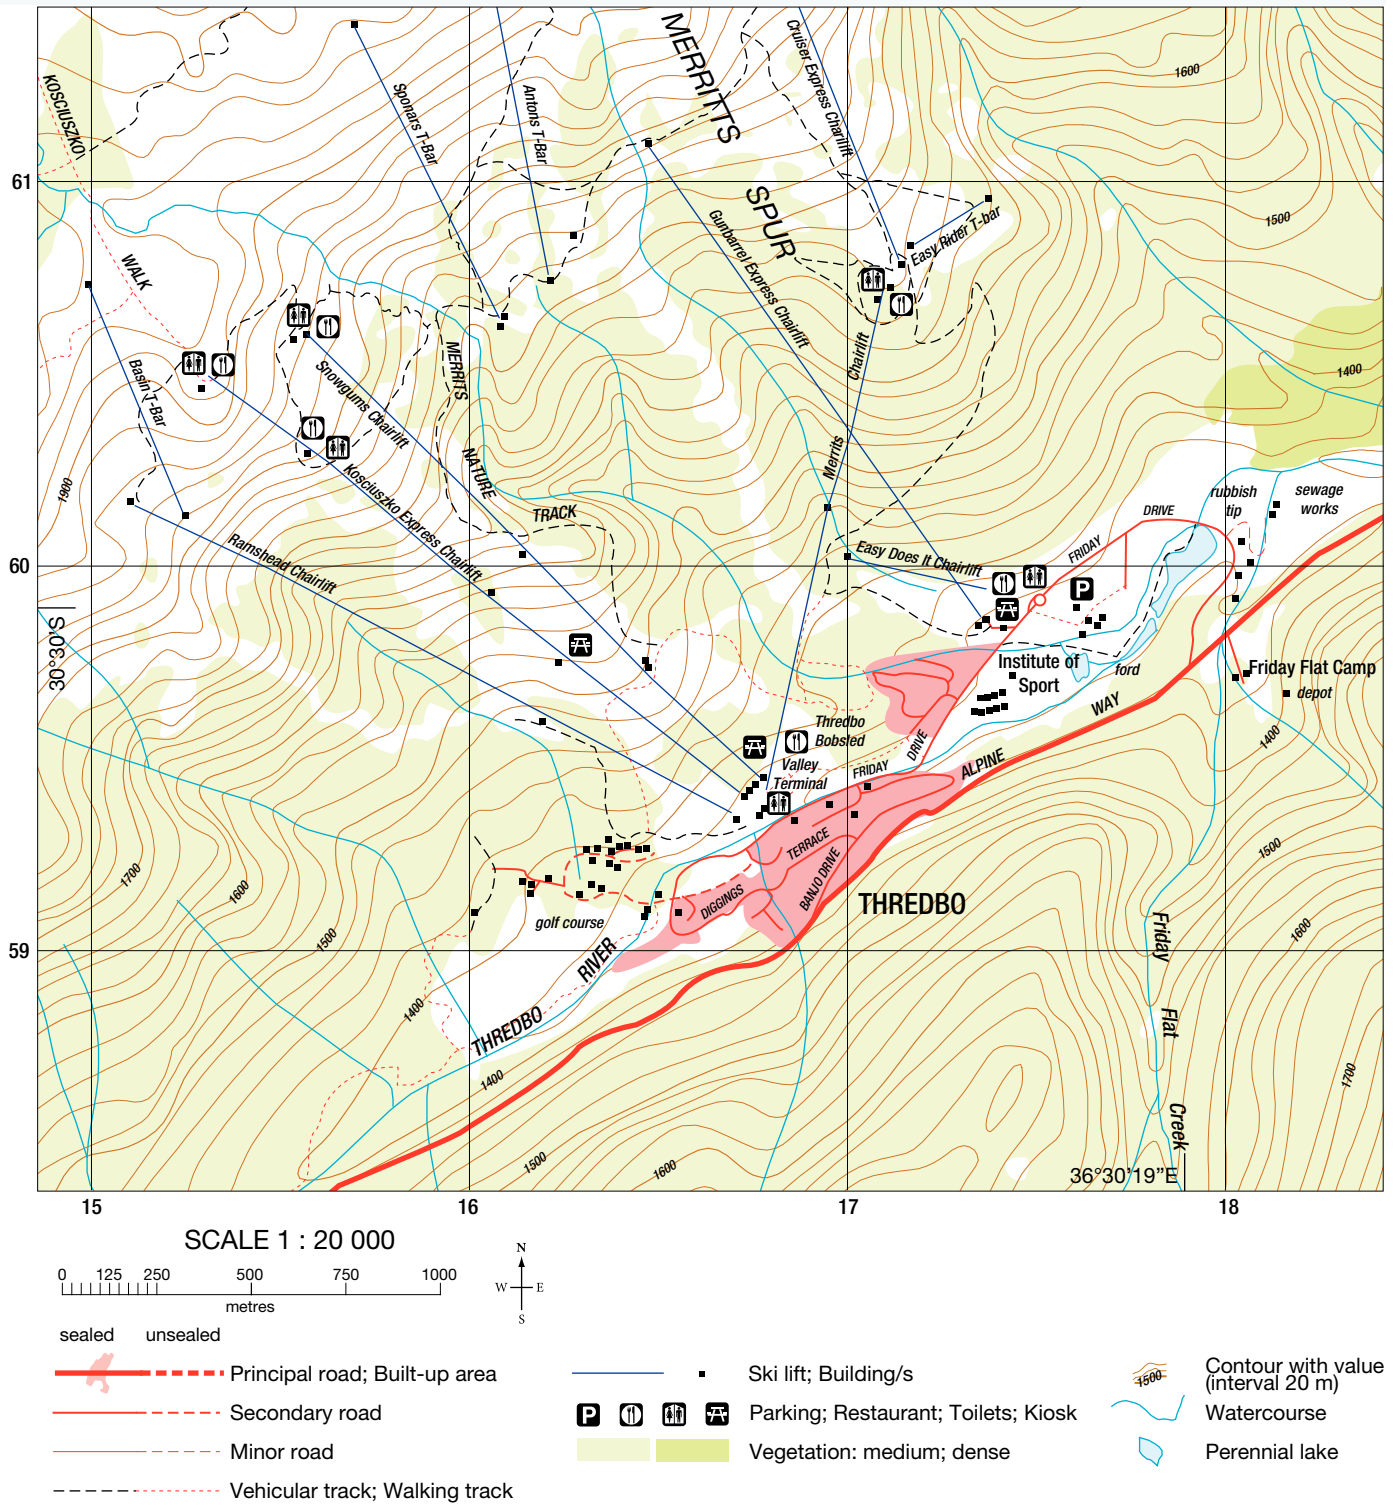 MERRITTS
SPUR
Cruiser Express Charilift
1600
KOSCIUSZKO
Sponars T-Bar
Antons T-Bar
61
Gunbarrel Express Chairlift
Easy Rider T-bar
1500
WALK
MERRITS
Chairlift
1400
Basin T-Bar
Snowgums Chairlift
Merrits
NATURE
Kosciuszko Express Chairlift
1900
TRACK
rubbish
tip
sewage
works
DRIVE
FRIDAY
Ramshead Chairlift
Easy Does It Chairlift
60
P
30°30'S
Institute of
Sport
ford
Friday Flat Camp
depot
WAY
Thredbo
Bobsled
DRIVE
1400
Valley
Terminal
FRIDAY
ALPINE
TERRACE
1500
1700
1600
BANJO DRIVE
DIGGINGS
THREDBO
golf course
1500
RIVER
Friday
1600
59
1400
THREDBO
Flat
1400
1700
Creek
1500
1600
36°30'19"E
15
16
17
18
SCALE 1 : 20 000
0
125
250
500
750
1000
metres
N
W
E
S
sealed
unsealed
Principal road; Built-up area
Ski lift; Building/s
1500
Contour with value
(interval 20 m)
Secondary road
P
Parking; Restaurant; Toilets; Kiosk
Watercourse
Minor road
Vegetation: medium; dense
Perennial lake
Vehicular track; Walking track